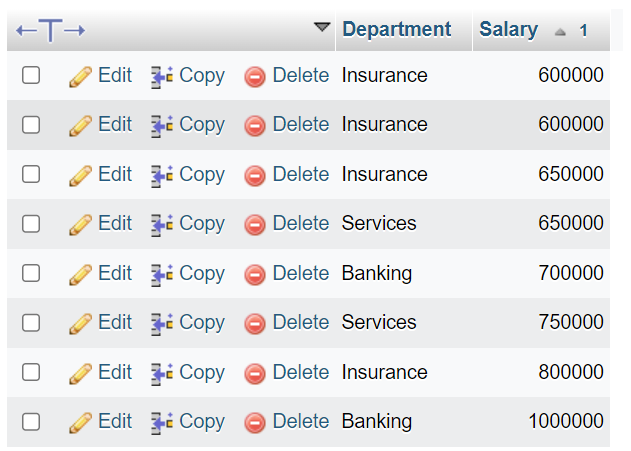 Department Salary 1
Edit Copy Delete Insurance 600000
Edit Copy Delete Insurance 600000
Edit Copy Delete Insurance 650000
Edit Copy Delete Services 650000
Edit Copy Delete Banking 700000
Edit Copy Delete Services 750000
Edit Copy Delete Insurance 800000
Edit Copy Delete Banking 1000000